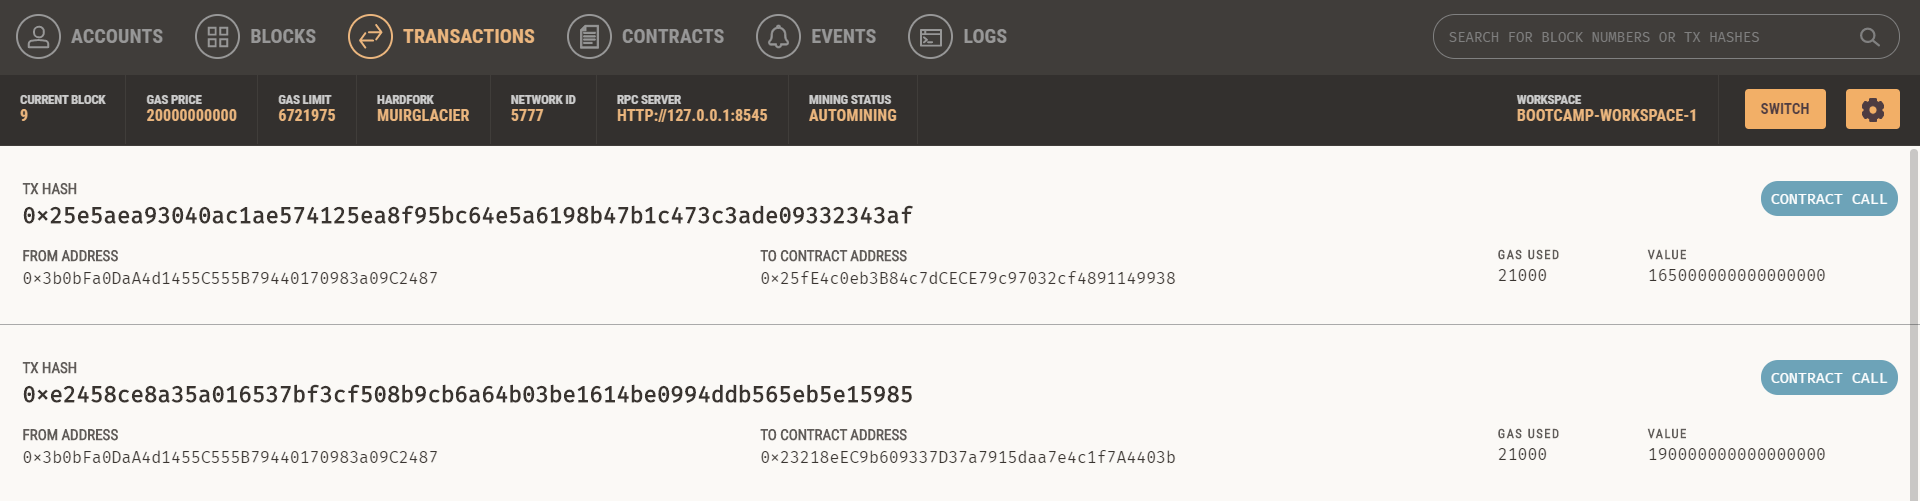 ACCOUNTS BLOCKS TRANSACTIONS CONTRACTS EVENTS LOGS SEARCH FOR BLOCK NUMBERS OR TX HASHES
CURRENT BLOCK GAS PRICE GAS LIMIT HARDFORK NETWORK ID RPC SERVER MINING STATUS WORKSPACE
9 20000000000 6721975 MUIRGLACIER 5777 HTTP://127.0.0.1:8545 AUTOMINING BOOTCAMP-WORKSPACE-1 SWITCH
TX HASH
0×25e5aea93040ac1ae574125ea8f95bc64e5a6198b47b1c473c3ade09332343af CONTRACT CALL
FROM ADDRESS TO CONTRACT ADDRESS GAS USED VALUE
0×3b0bFa0DaA4d1455C555B79440170983a09C2487 0×25fE4c0eb3B84c7dCECE79c97032cf4891149938 21000 165000000000000000
TX HASH
0×e2458ce8a35a016537bf3cf508b9cb6a64b03be1614be0994ddb565eb5e15985 CONTRACT CALL
FROM ADDRESS TO CONTRACT ADDRESS GAS USED VALUE
0×3b0bFa0DaA4d1455C555B79440170983a09C2487 0×23218eEC9b609337D37a7915daa7e4c1f7A4403b 21000 190000000000000000